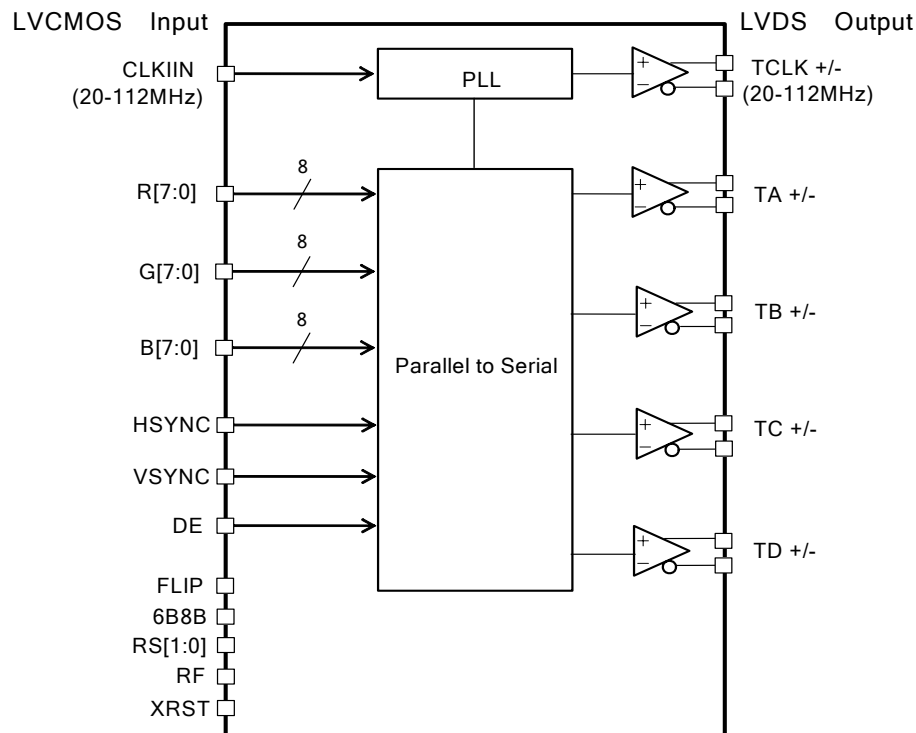 LVCMOS Input
LVDS Output
CLKIIN
(20-112MHz)
PLL
+
−
TCLK +/-
(20-112MHz)
R[7:0]
8
+
−
TA +/-
G[7:0]
8
+
−
TB +/-
B[7:0]
8
Parallel to Serial
HSYNC
+
−
TC +/-
VSYNC
DE
+
−
TD +/-
FLIP
6B8B
RS[1:0]
RF
XRST